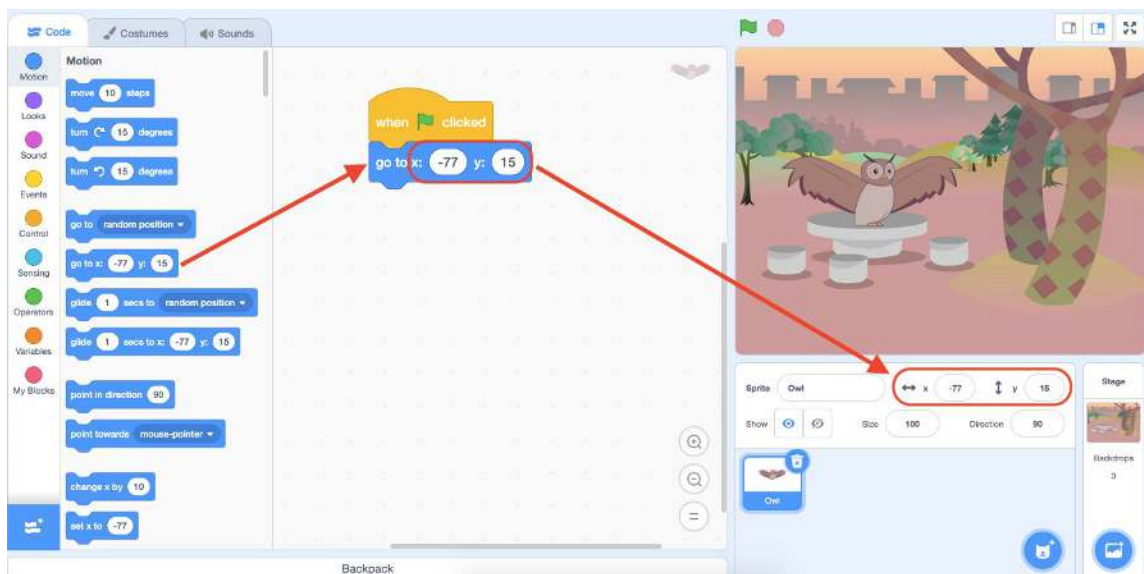 Code
Costumes
Sounds
Motion
Looks
Sound
Events
Control
Sensing
Operators
Variables
My Blocks
Motion
move 10 steps
turn 15 degrees
turn 15 degrees
go to random position
go to x: -77 y: 15
glide 1 secs to random position
glide 1 secs to x: -77 y: 15
point in direction 90
point towards mouse-pointer
change x by 10
set x to -77
when clicked
go to x: -77 y: 15
Backpack
Sprite Owl x -77 y 15
Show Size 100 Direction 90
Owl
Stage
Backdrops
3